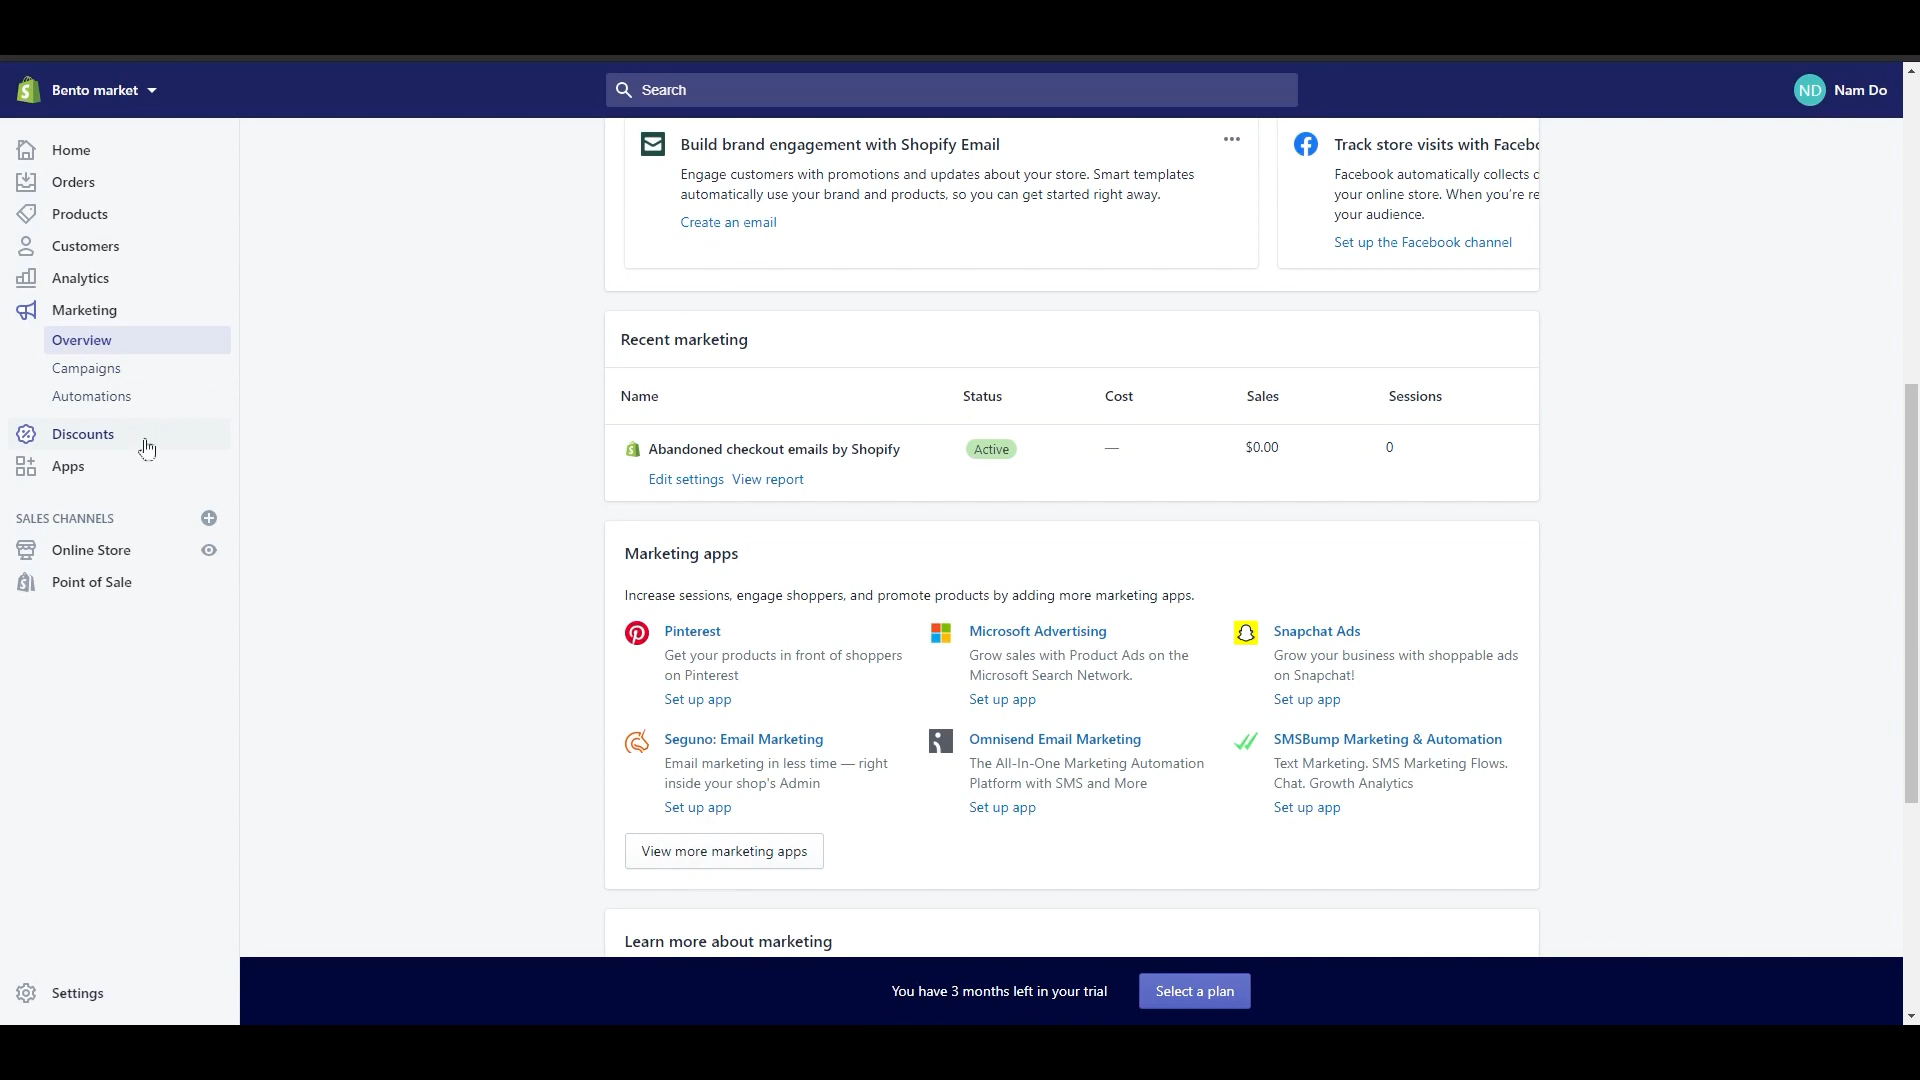 Bento market
Search
ND Nam Do
Home
Orders
Products
Customers
Analytics
Marketing
Overview
Campaigns
Automations
Discounts
Apps
SALES CHANNELS
Online Store
Point of Sale
Settings
Build brand engagement with Shopify Email
Engage customers with promotions and updates about your store. Smart templates
automatically use your brand and products, so you can get started right away.
Create an email
Track store visits with Facebo
Facebook automatically collects
your online store. When you're re
your audience.
Set up the Facebook channel
Recent marketing
Name Status Cost Sales Sessions
Abandoned checkout emails by Shopify Active — $0.00 0
Edit settings View report
Marketing apps
Increase sessions, engage shoppers, and promote products by adding more marketing apps.
Pinterest
Get your products in front of shoppers
on Pinterest
Set up app
Microsoft Advertising
Grow sales with Product Ads on the
Microsoft Search Network.
Set up app
Snapchat Ads
Grow your business with shoppable ads
on Snapchat!
Set up app
Seguno: Email Marketing
Email marketing in less time — right
inside your shop's Admin
Set up app
Omnisend Email Marketing
The All-In-One Marketing Automation
Platform with SMS and More
Set up app
SMSBump Marketing & Automation
Text Marketing. SMS Marketing Flows.
Chat. Growth Analytics
Set up app
View more marketing apps
Learn more about marketing
You have 3 months left in your trial
Select a plan